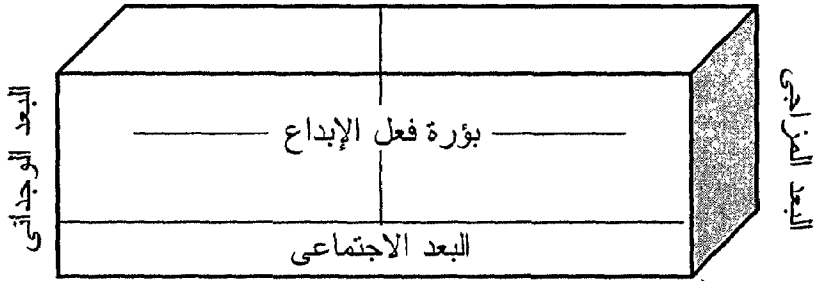 البعد المزاجى
بؤرة فعل الإبداع
البعد الوجدانى
البعد الاجتماعى